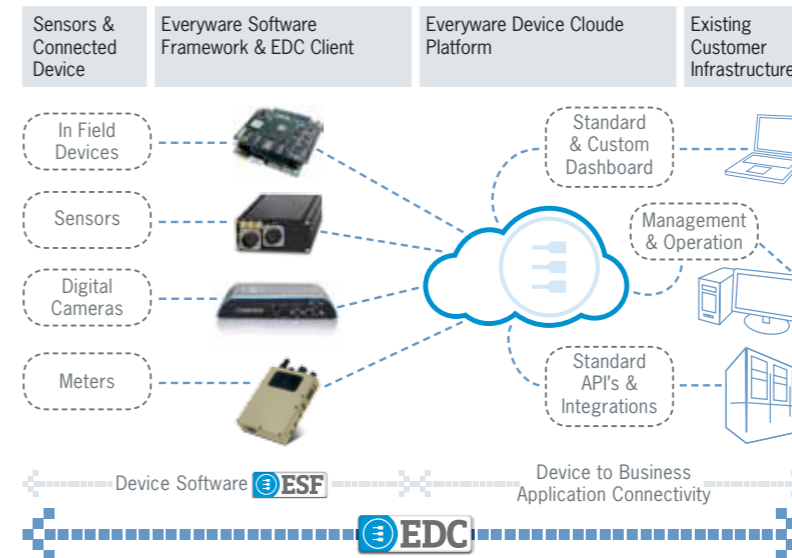 Sensors &
Connected
Device
Everyware Software
Framework & EDC Client
Everyware Device Cloude
Platform
Existing
Customer
Infrastructure
In Field
Devices
Sensors
Digital
Cameras
Meters
Standard
& Custom
Dashboard
Management
& Operation
Standard
API's &
Integrations
Device Software ESF
Device to Business
Application Connectivity
EDC